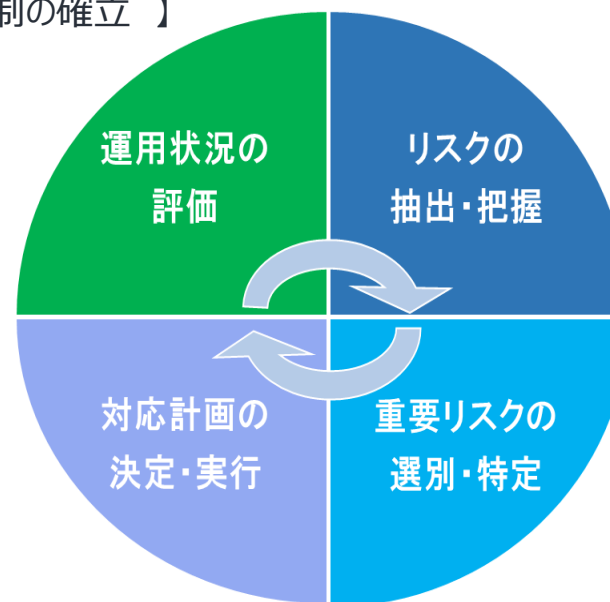 制の確立 】
運用状況の
評価
リスクの
抽出・把握
対応計画の
決定・実行
重要リスクの
選別・特定